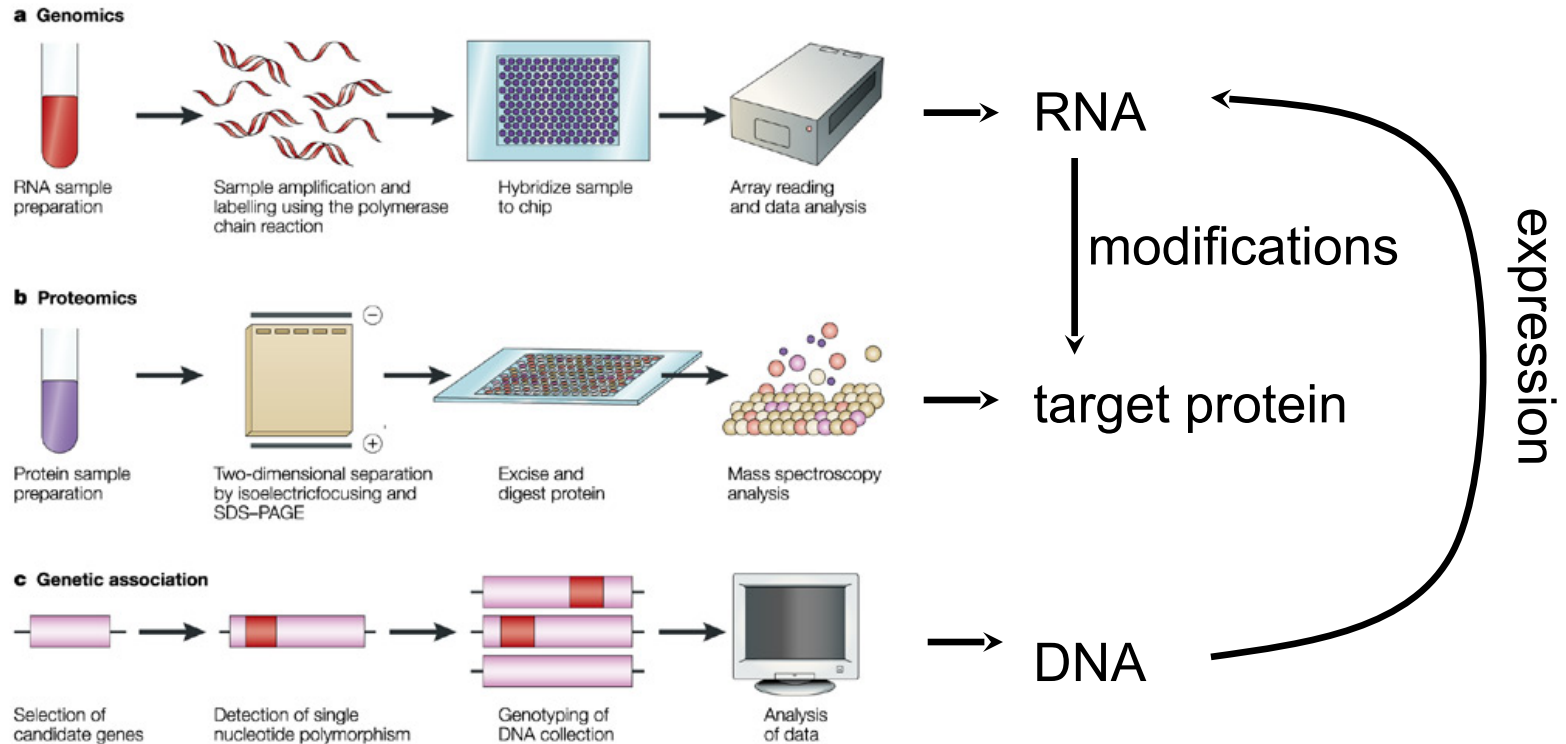 a Genomics
RNA sample
preparation
Sample amplification and
labelling using the polymerase
chain reaction
Hybridize sample
to chip
Array reading
and data analysis
RNA
modifications
expression
b Proteomics
−
+
Protein sample
preparation
Two-dimensional separation
by isoelectricfocusing and
SDS–PAGE
Excise and
digest protein
Mass spectroscopy
analysis
target protein
c Genetic association
Selection of
candidate genes
Detection of single
nucleotide polymorphism
Genotyping of
DNA collection
Analysis
of data
DNA